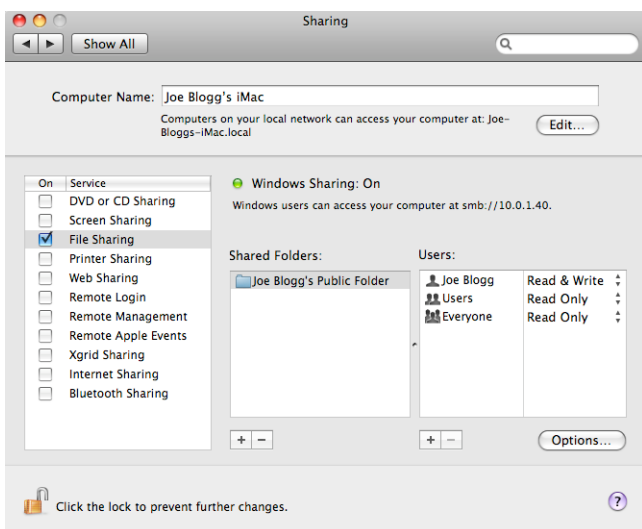 Sharing
Show All
Computer Name: Joe Blogg's iMac
Computers on your local network can access your computer at: Joe-
Bloggs-iMac.local
Edit...
On Service
DVD or CD Sharing
Screen Sharing
File Sharing
Printer Sharing
Web Sharing
Remote Login
Remote Management
Remote Apple Events
Xgrid Sharing
Internet Sharing
Bluetooth Sharing
Windows Sharing: On
Windows users can access your computer at smb://10.0.1.40.
Shared Folders:
Joe Blogg's Public Folder
Users:
Joe Blogg Read & Write
Users Read Only
Everyone Read Only
+ −
+ −
Options...
Click the lock to prevent further changes.
?